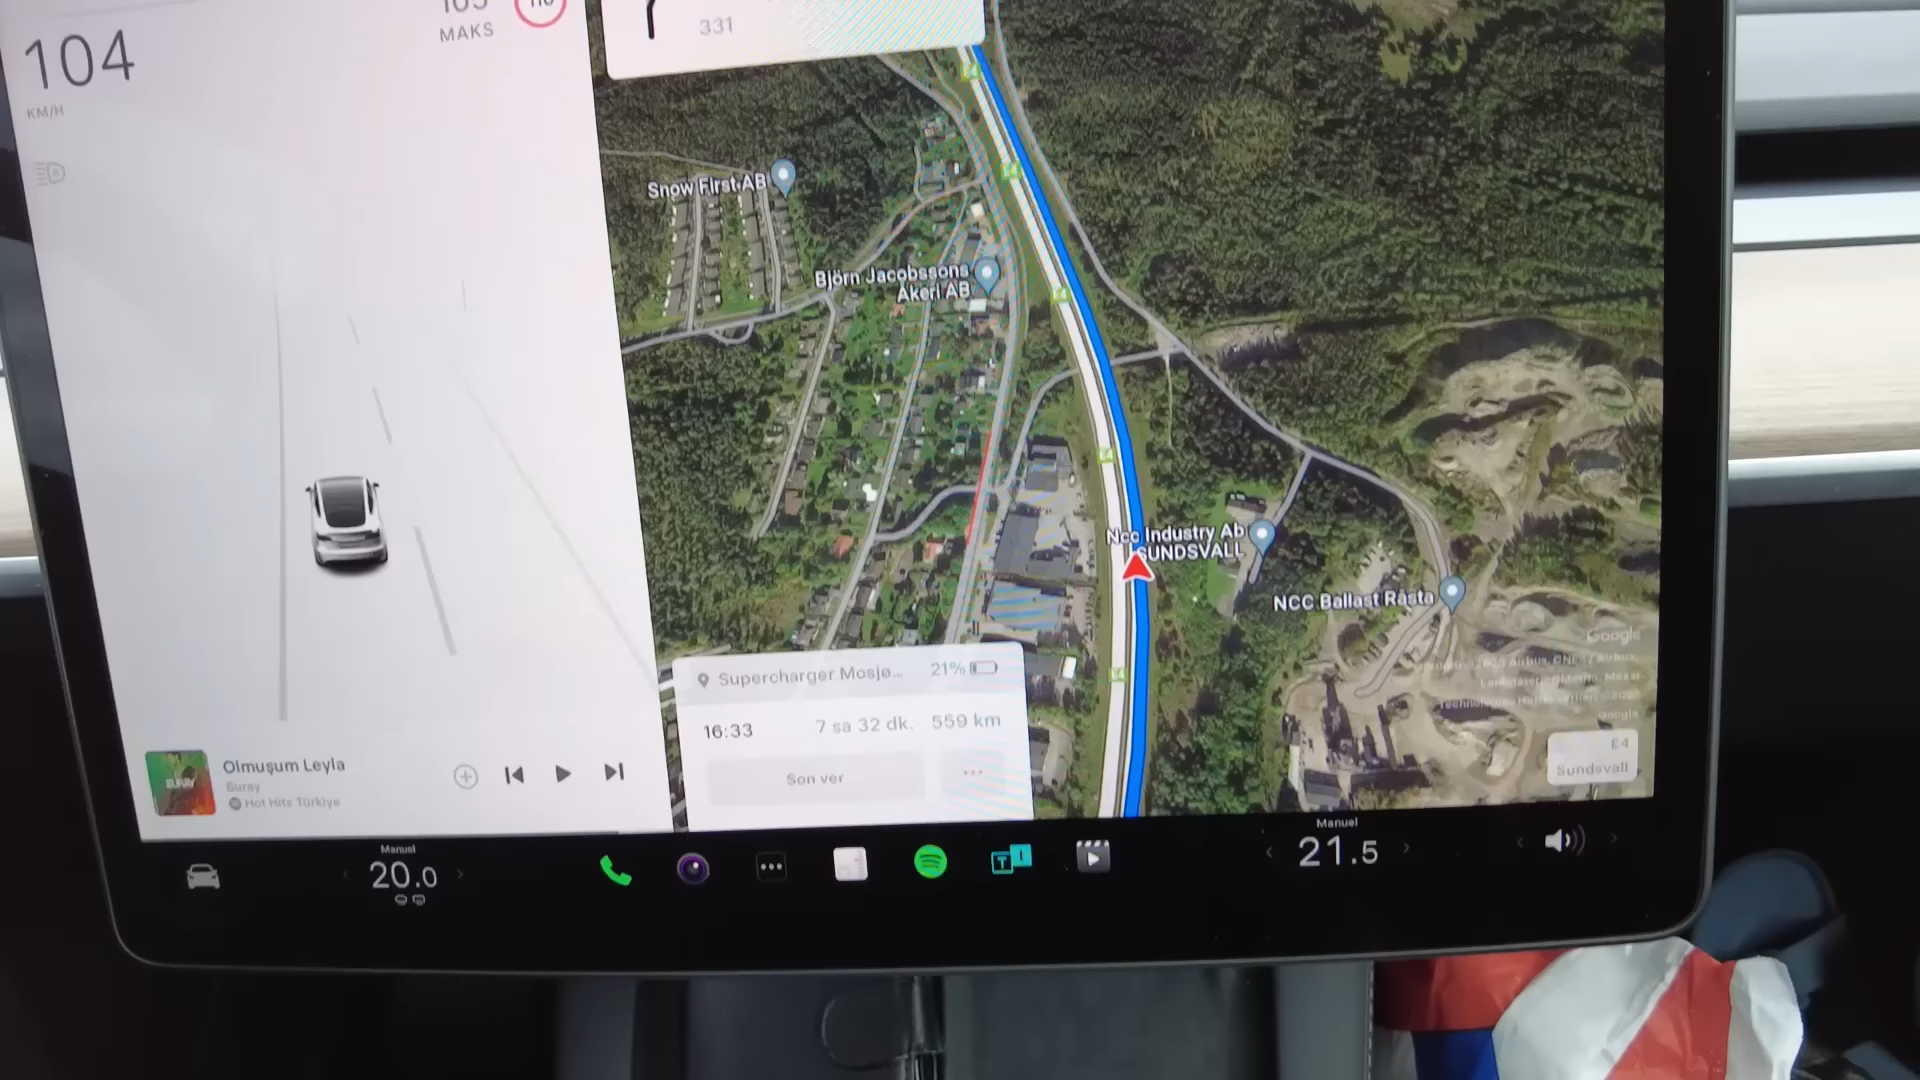 104
KM/H
MAKS
110
331
Snow First AB
Björn Jacobssons
Åkeri AB
Ncc Industry Ab
SUNDSVALL
NCC Ballast Råsta
Google
E4
Sundsvall
Supercharger Mosjø...
21%
16:33
7 sa 32 dk.
559 km
Son ver
Olmuşum Leyla
Buray
Hot Hits Türkiye
Manuel
20.0
Manuel
21.5